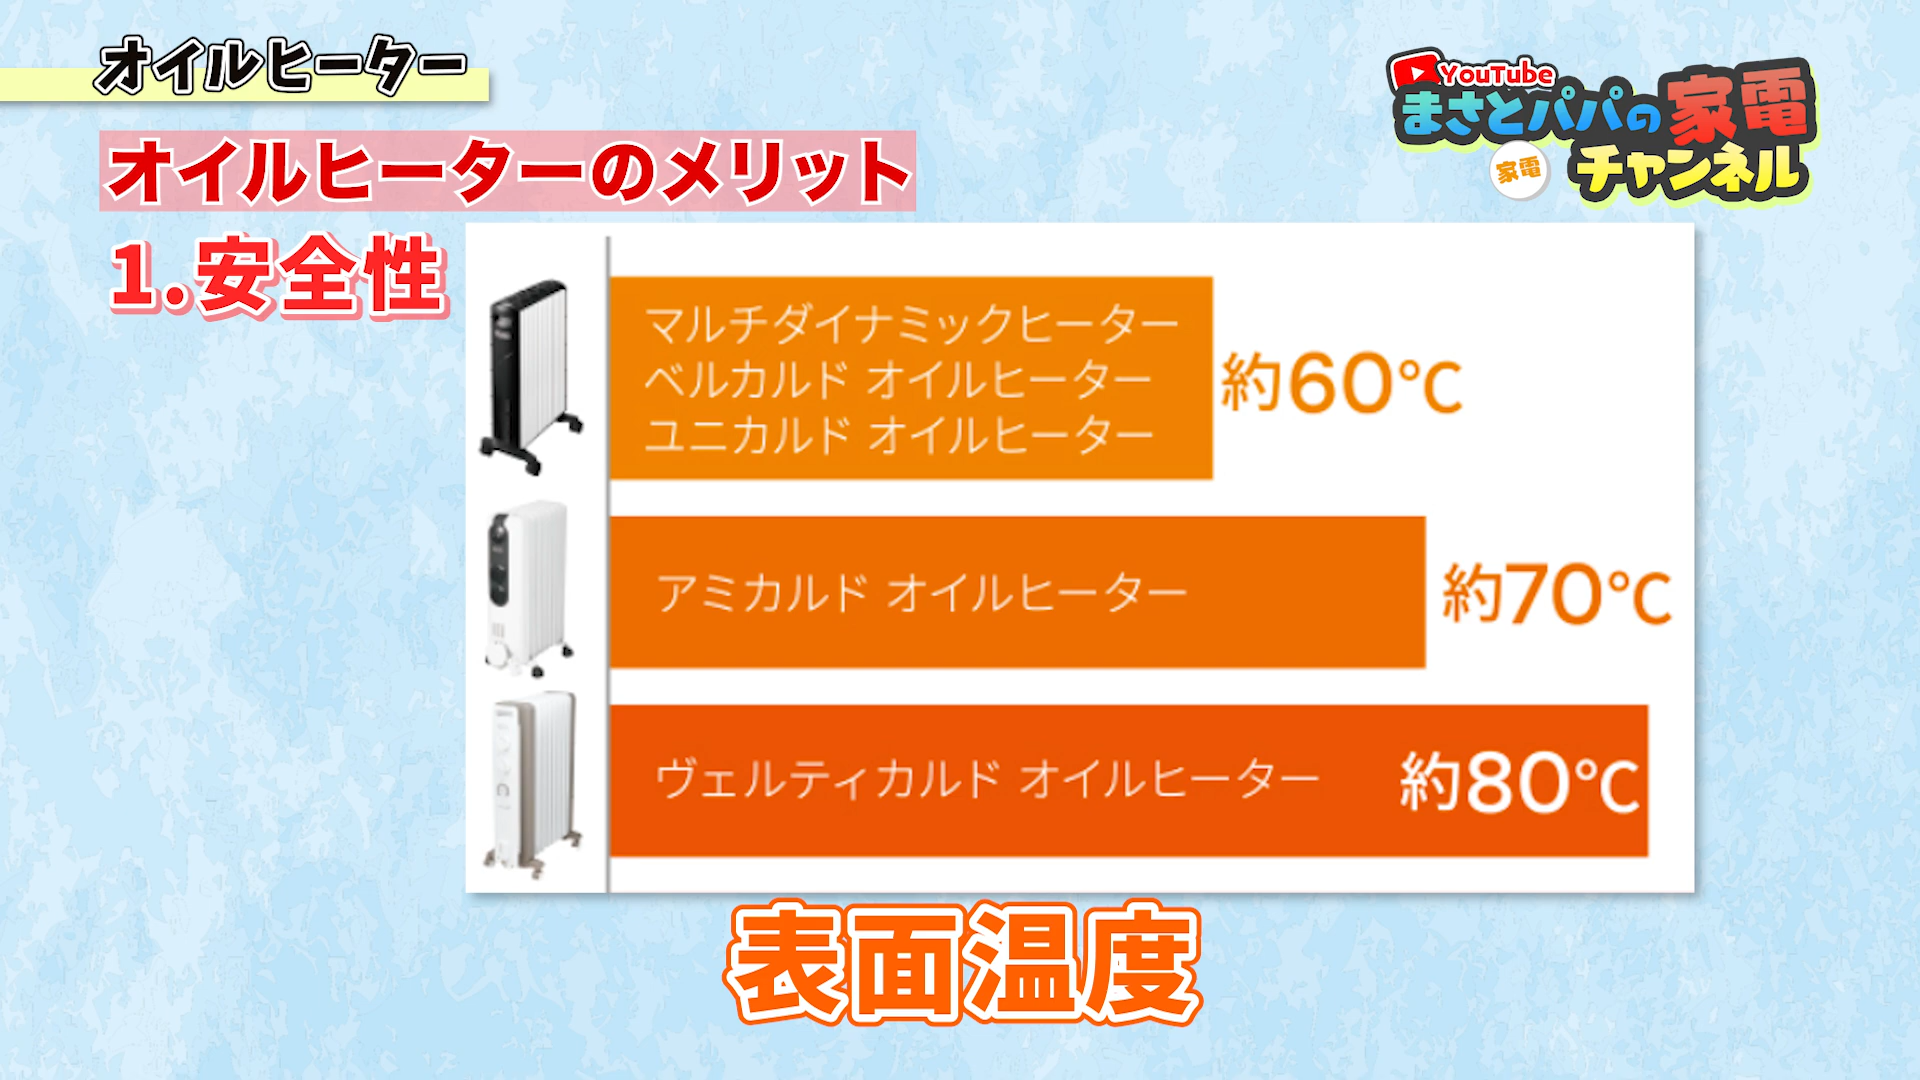 オイルヒーター
YouTube
まさとパパの家電
家電
チャンネル
オイルヒーターのメリット
1.安全性
マルチダイナミックヒーター
ベルカルド オイルヒーター
ユニカルド オイルヒーター
約60℃
アミカルド オイルヒーター
約70℃
ヴェルティカルド オイルヒーター
約80℃
表面温度